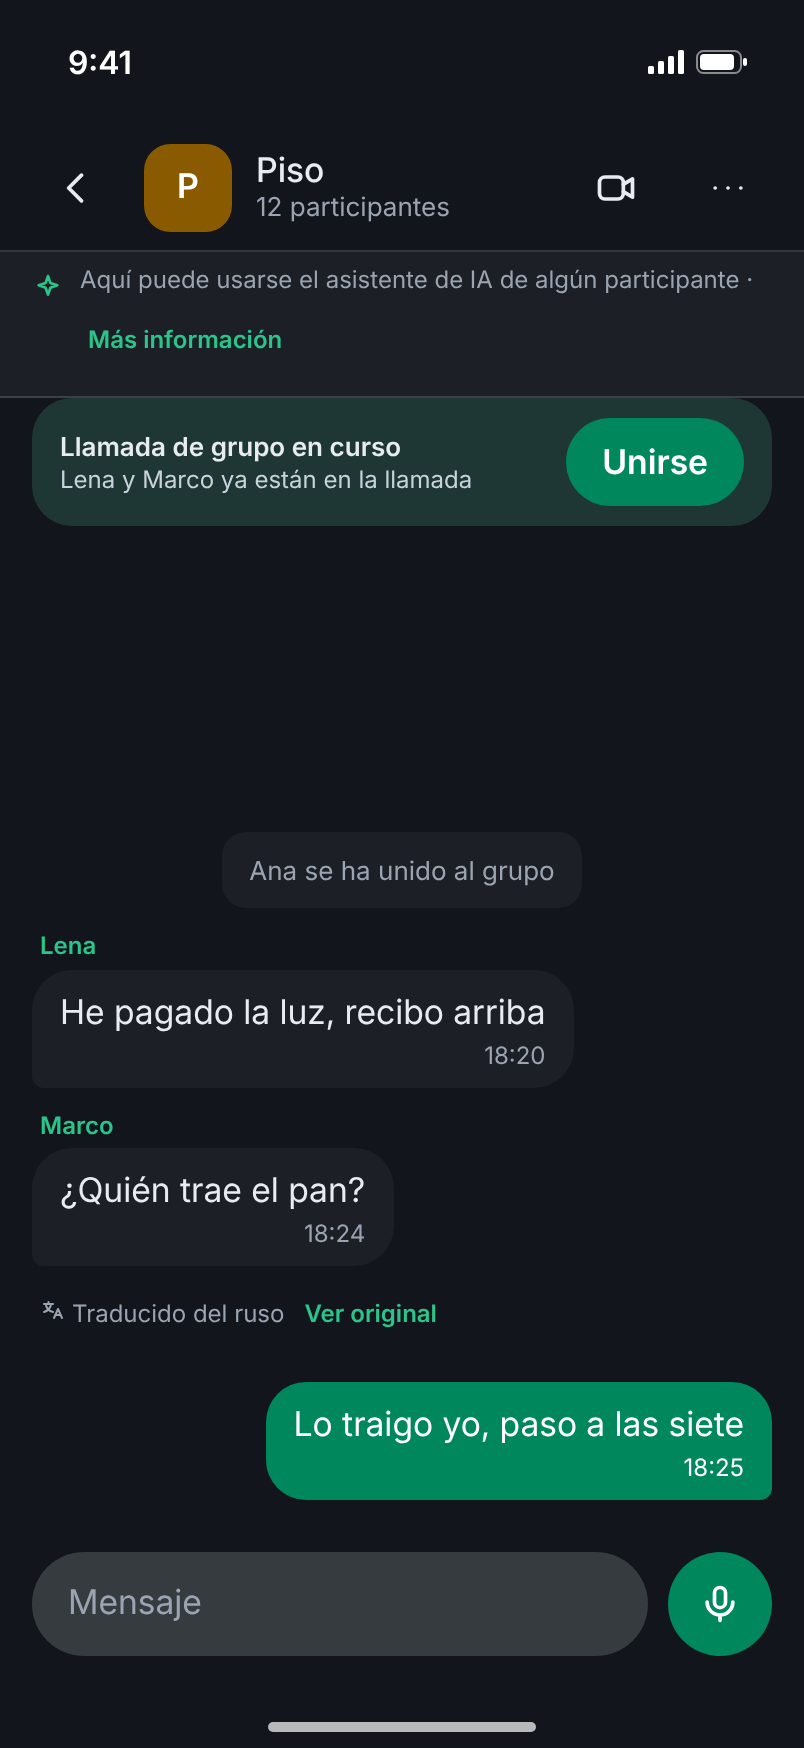 9:41
P
Piso
12 participantes
Aquí puede usarse el asistente de IA de algún participante ·
Más información
Llamada de grupo en curso
Lena y Marco ya están en la llamada
Unirse
Ana se ha unido al grupo
Lena
He pagado la luz, recibo arriba
18:20
Marco
¿Quién trae el pan?
18:24
Traducido del ruso Ver original
Lo traigo yo, paso a las siete
18:25
Mensaje